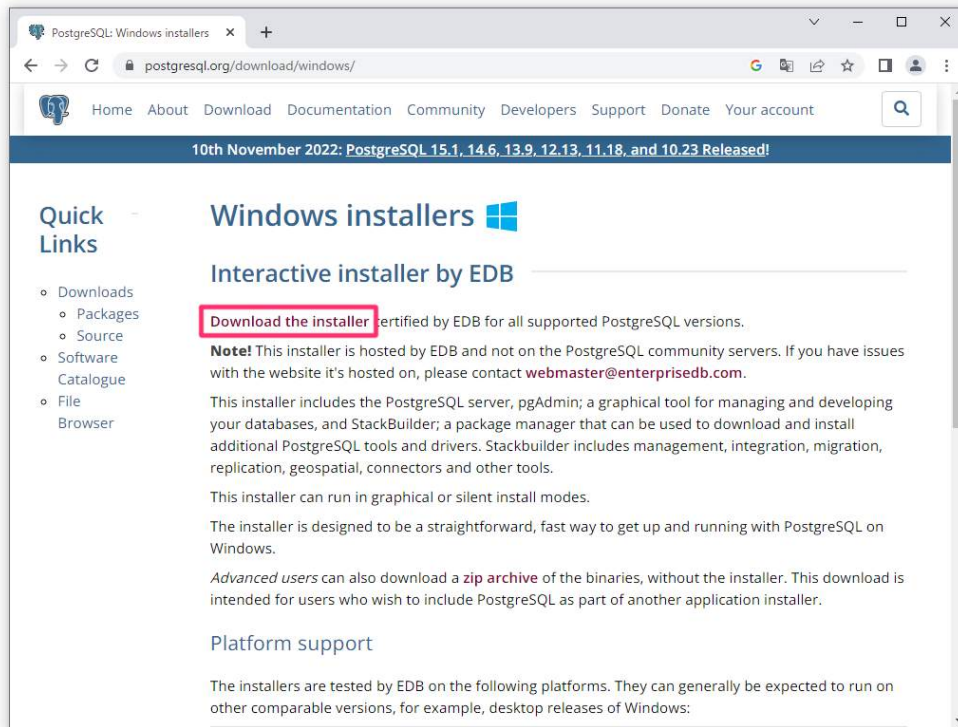 PostgreSQL: Windows installers
postgresql.org/download/windows/
Home About Download Documentation Community Developers Support Donate Your account
10th November 2022: PostgreSQL 15.1, 14.6, 13.9, 12.13, 11.18, and 10.23 Released!
Quick
Links
Downloads
Packages
Source
Software
Catalogue
File
Browser
Windows installers
Interactive installer by EDB
Download the installer certified by EDB for all supported PostgreSQL versions.
Note! This installer is hosted by EDB and not on the PostgreSQL community servers. If you have issues
with the website it's hosted on, please contact webmaster@enterprisedb.com.
This installer includes the PostgreSQL server, pgAdmin; a graphical tool for managing and developing
your databases, and StackBuilder; a package manager that can be used to download and install
additional PostgreSQL tools and drivers. Stackbuilder includes management, integration, migration,
replication, geospatial, connectors and other tools.
This installer can run in graphical or silent install modes.
The installer is designed to be a straightforward, fast way to get up and running with PostgreSQL on
Windows.
Advanced users can also download a zip archive of the binaries, without the installer. This download is
intended for users who wish to include PostgreSQL as part of another application installer.
Platform support
The installers are tested by EDB on the following platforms. They can generally be expected to run on
other comparable versions, for example, desktop releases of Windows: